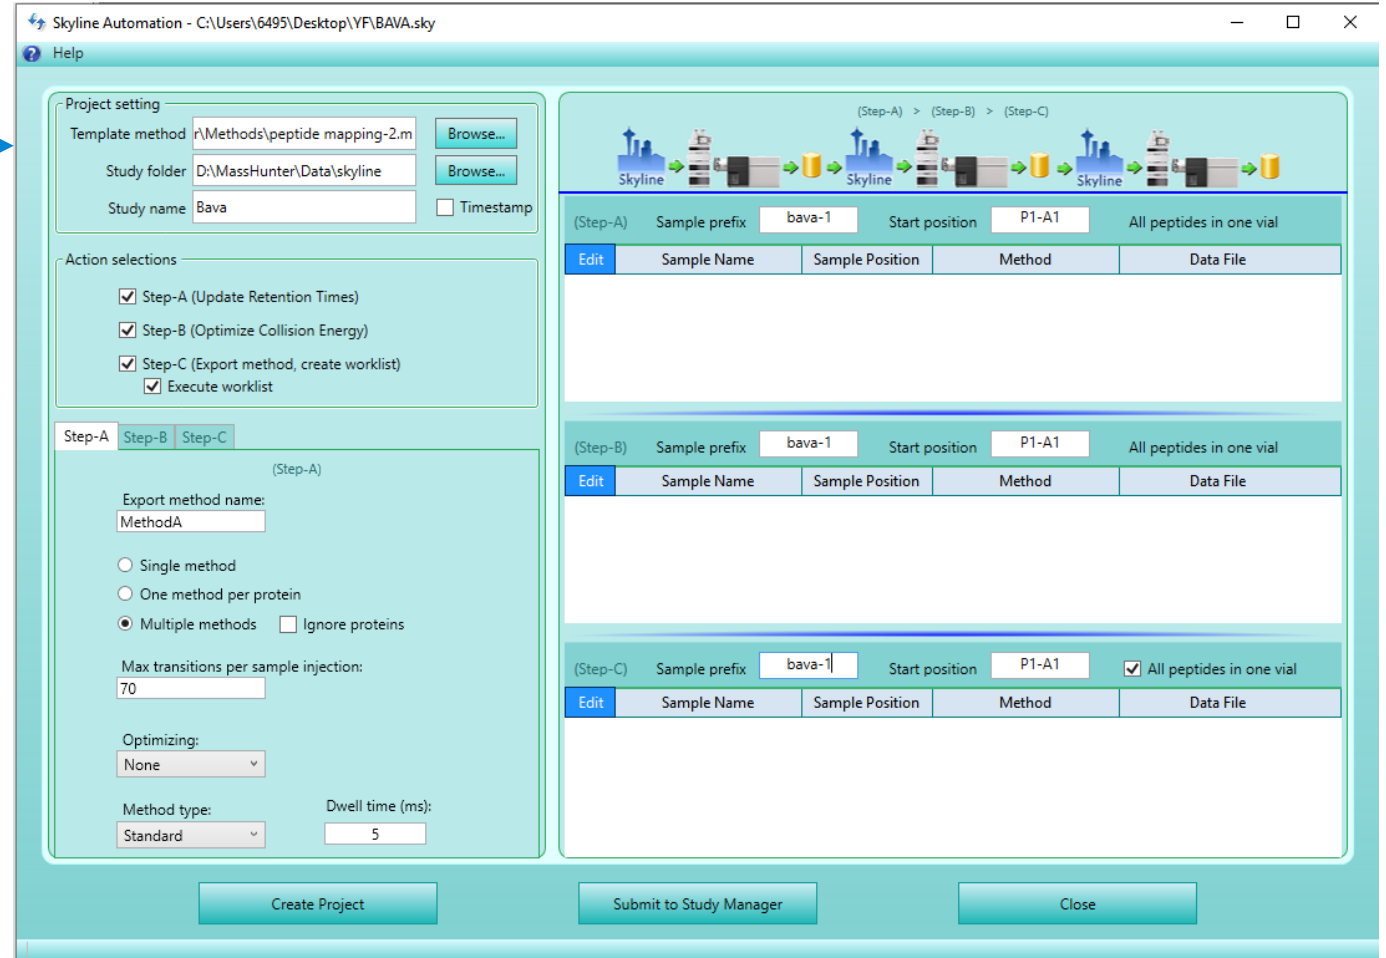 Skyline Automation - C:\Users\6495\Desktop\YF\BAVA.sky
Help
Project setting
Template method r\Methods\peptide mapping-2.m Browse...
Study folder D:\MassHunter\Data\skyline Browse...
Study name Bava Timestamp
Action selections
Step-A (Update Retention Times)
Step-B (Optimize Collision Energy)
Step-C (Export method, create worklist)
Execute worklist
Step-A Step-B Step-C
(Step-A)
Export method name:
MethodA
Single method
One method per protein
Multiple methods Ignore proteins
Max transitions per sample injection:
70
Optimizing:
None
Method type: Dwell time (ms):
Standard 5
(Step-A) > (Step-B) > (Step-C)
Skyline Skyline Skyline
(Step-A) Sample prefix bava-1 Start position P1-A1 All peptides in one vial
Edit Sample Name Sample Position Method Data File
(Step-B) Sample prefix bava-1 Start position P1-A1 All peptides in one vial
Edit Sample Name Sample Position Method Data File
(Step-C) Sample prefix bava-1 Start position P1-A1 All peptides in one vial
Edit Sample Name Sample Position Method Data File
Create Project Submit to Study Manager Close